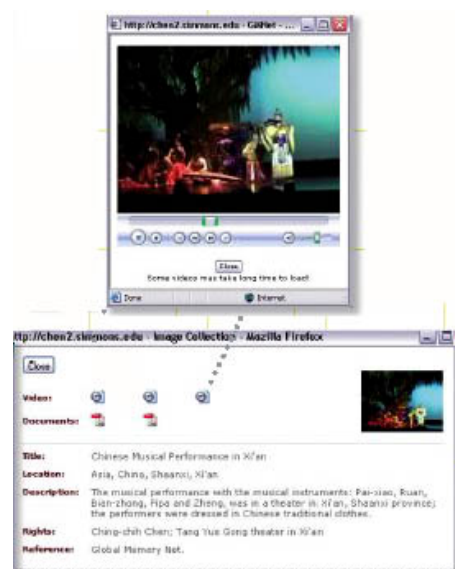 http://chen2.simmons.edu - GMNet - ...
Close
Some videos may take long time to load!
Done
Internet
ttp://chen2.simmons.edu - Image Collection - Mozilla Firefox
Close
Video:
Documents:
Title: Chinese Musical Performance in Xi'an
Location: Asia, China, Shaanxi, Xi'an
Description: The musical performance with the musical instruments: Pai-xiao, Ruan,
Bian-zhong, Pipa and Zheng, was in a theater in Xi'an, Shaanxi province;
the performers were dressed in Chinese traditional clothes.
Rights: Ching-chih Chen; Tang Yue Gong theater in Xi'an
Reference: Global Memory Net.